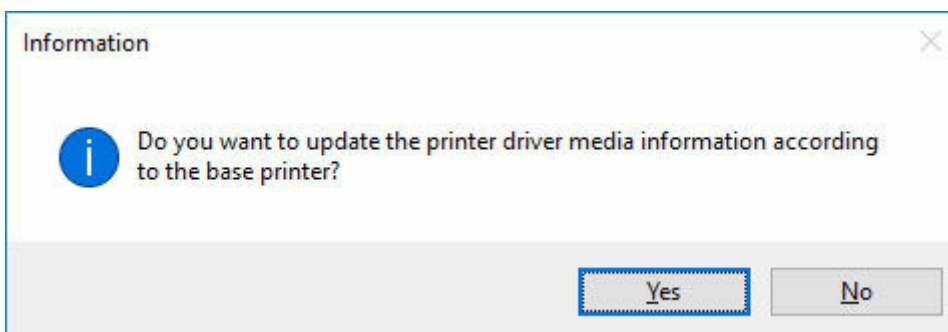 Information
Do you want to update the printer driver media information according
to the base printer?
Yes
No